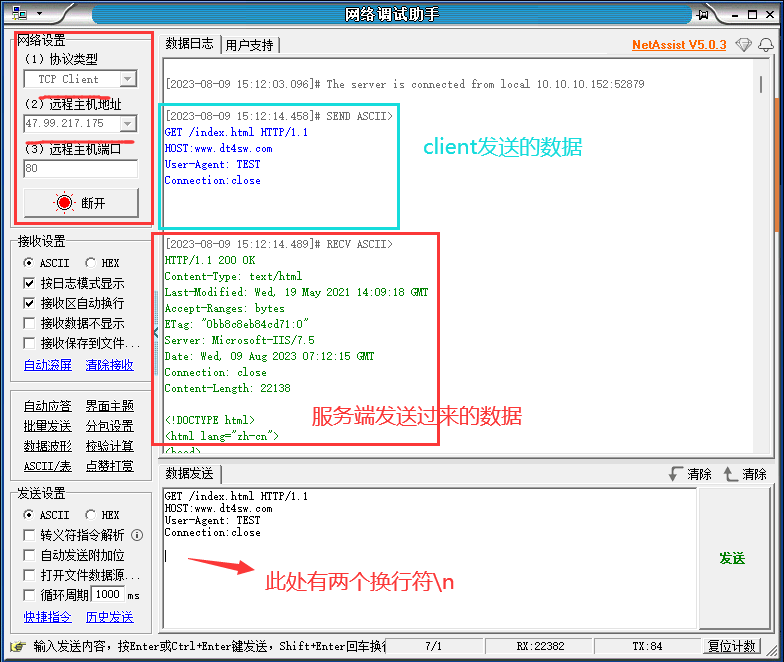 网络调试助手
网络设置
(1) 协议类型
TCP Client
(2) 远程主机地址
47.99.217.175
(3) 远程主机端口
80
断开
接收设置
ASCII HEX
按日志模式显示
接收区自动换行
接收数据不显示
接收保存到文件...
自动滚屏 清除接收
自动应答 界面主题
批量发送 分包设置
数据波形 校验计算
ASCII/表 点赞打赏
发送设置
ASCII HEX
转义符指令解析
自动发送附加位
打开文件数据源...
循环周期 1000 ms
快捷指令 历史发送
数据日志 用户支持
NetAssist V5.0.3
[2023-08-09 15:12:03.096]# The server is connected from local 10.10.10.152:52879
[2023-08-09 15:12:14.458]# SEND ASCII>
GET /index.html HTTP/1.1
HOST:www.dt4sw.com
User-Agent: TEST
Connection:close
client发送的数据
[2023-08-09 15:12:14.489]# RECV ASCII>
HTTP/1.1 200 OK
Content-Type: text/html
Last-Modified: Wed, 19 May 2021 14:09:18 GMT
Accept-Ranges: bytes
ETag: "0bb8c8eb84cd71:0"
Server: Microsoft-IIS/7.5
Date: Wed, 09 Aug 2023 07:12:15 GMT
Connection: close
Content-Length: 22138
<!DOCTYPE html>
<html lang="zh-cn">
<head>
服务端发送过来的数据
数据发送
清除 清除
GET /index.html HTTP/1.1
HOST:www.dt4sw.com
User-Agent: TEST
Connection:close
此处有两个换行符\n
发送
输入发送内容，按Enter或Ctrl+Enter键发送，Shift+Enter回车换行
7/1
RX:22382
TX:84
复位计数